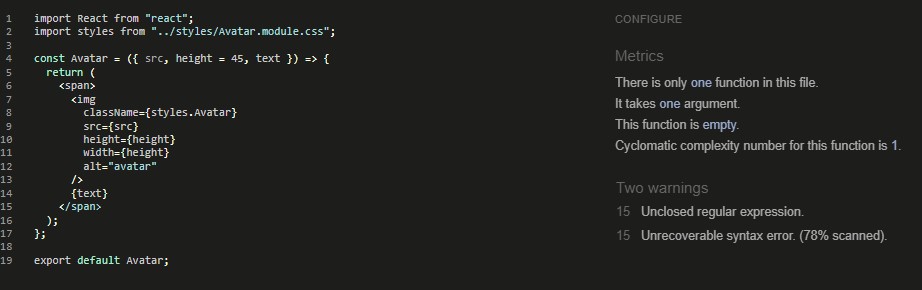 1 import React from "react";
2 import styles from "../styles/Avatar.module.css";
3
4 const Avatar = ({ src, height = 45, text }) => {
5 return (
6 <span>
7 <img
8 className={styles.Avatar}
9 src={src}
10 height={height}
11 width={height}
12 alt="avatar"
13 />
14 {text}
15 </span>
16 );
17 };
18
19 export default Avatar;
CONFIGURE
Metrics
There is only one function in this file.
It takes one argument.
This function is empty.
Cyclomatic complexity number for this function is 1.
Two warnings
15 Unclosed regular expression.
15 Unrecoverable syntax error. (78% scanned).